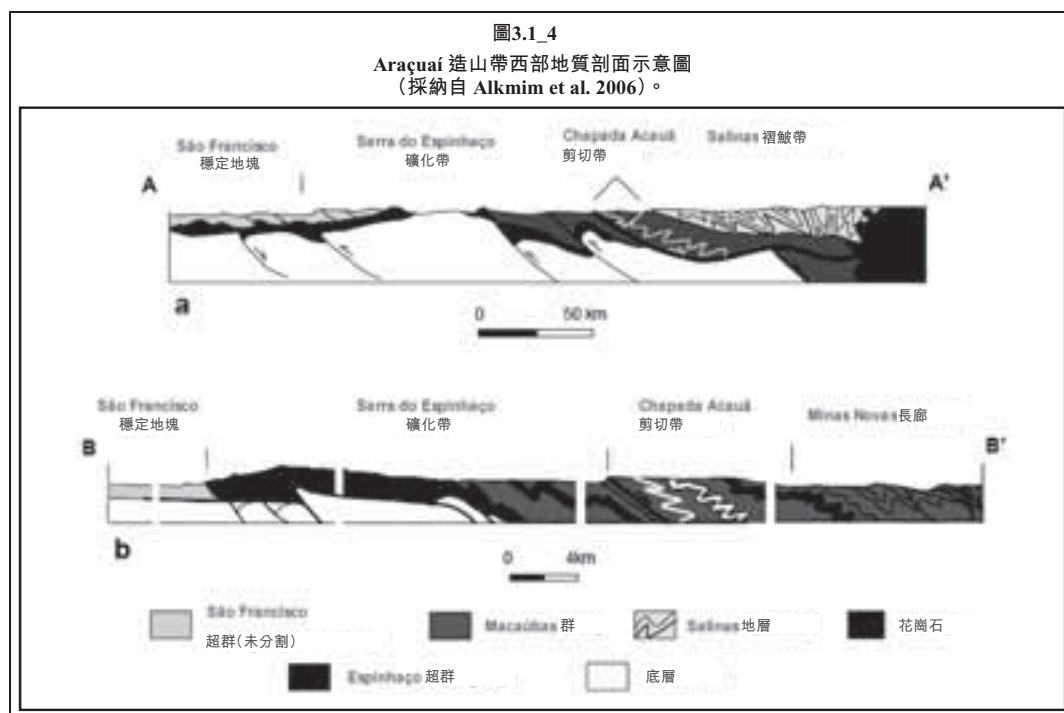 圖3.1_4
Araçuaí 造山帶西部地質剖面示意圖
（採納自 Alkmim et al. 2006）。
São Francisco
穩定地塊
Serra do Espinhaço
礦化帶
Chapada Acauã
剪切帶
Salinas 褶皺帶
A
A'
a
0 50 km
São Francisco
穩定地塊
Serra do Espinhaço
礦化帶
Chapada Acauã
剪切帶
Minas Novas 長廊
B
B'
b
0 4km
São Francisco
超群(未分割)
Macaúbas 群
Salinas 地層
花崗石
Espinhaço 超群
底層